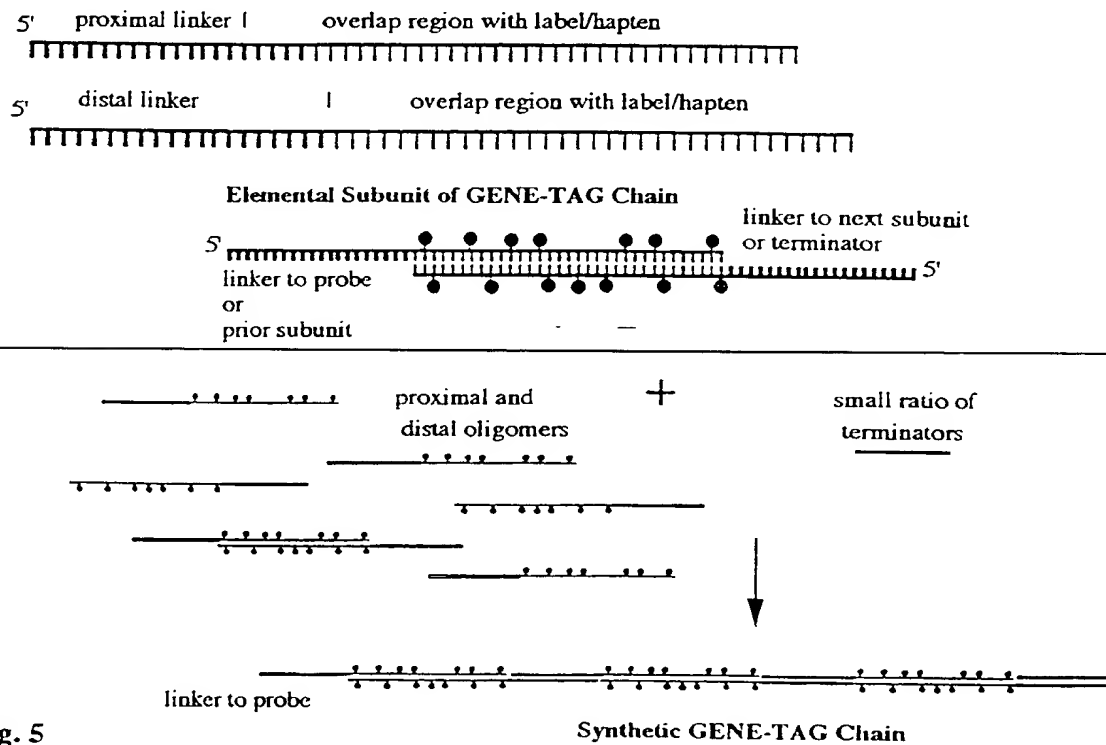 5' proximal linker | overlap region with label/hapten
5' distal linker | overlap region with label/hapten
Elemental Subunit of GENE-TAG Chain
linker to next subunit
or terminator
5'
5'
linker to probe
or
prior subunit
proximal and
distal oligomers
+
small ratio of
terminators
linker to probe
g. 5
Synthetic GENE-TAG Chain